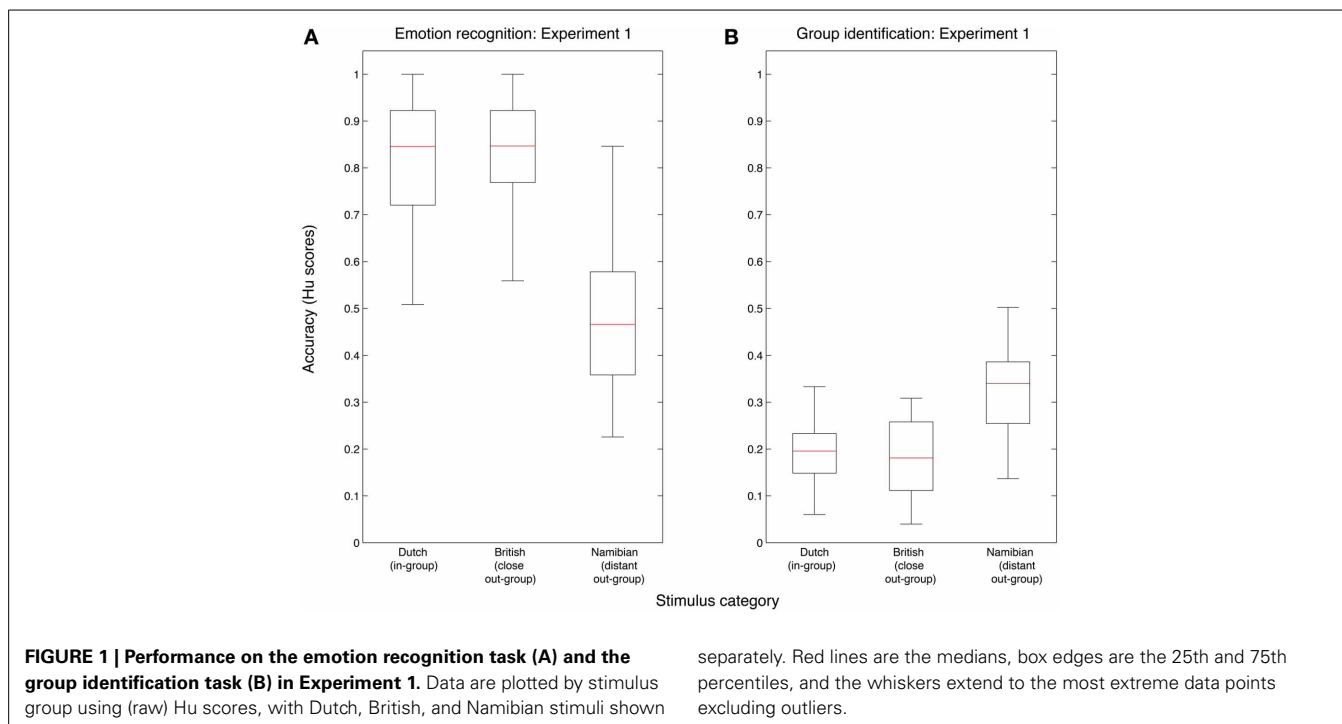 A
Emotion recognition: Experiment 1
1
0.9
0.8
0.7
0.6
0.5
0.4
0.3
0.2
0.1
0
Accuracy (Hu scores)
Dutch
(in-group)
British
(close
out-group)
Namibian
(distant
out-group)
B
Group identification: Experiment 1
1
0.9
0.8
0.7
0.6
0.5
0.4
0.3
0.2
0.1
0
Dutch
(in-group)
British
(close
out-group)
Namibian
(distant
out-group)
Stimulus category
FIGURE 1 | Performance on the emotion recognition task (A) and the
group identification task (B) in Experiment 1. Data are plotted by stimulus
group using (raw) Hu scores, with Dutch, British, and Namibian stimuli shown
separately. Red lines are the medians, box edges are the 25th and 75th
percentiles, and the whiskers extend to the most extreme data points
excluding outliers.